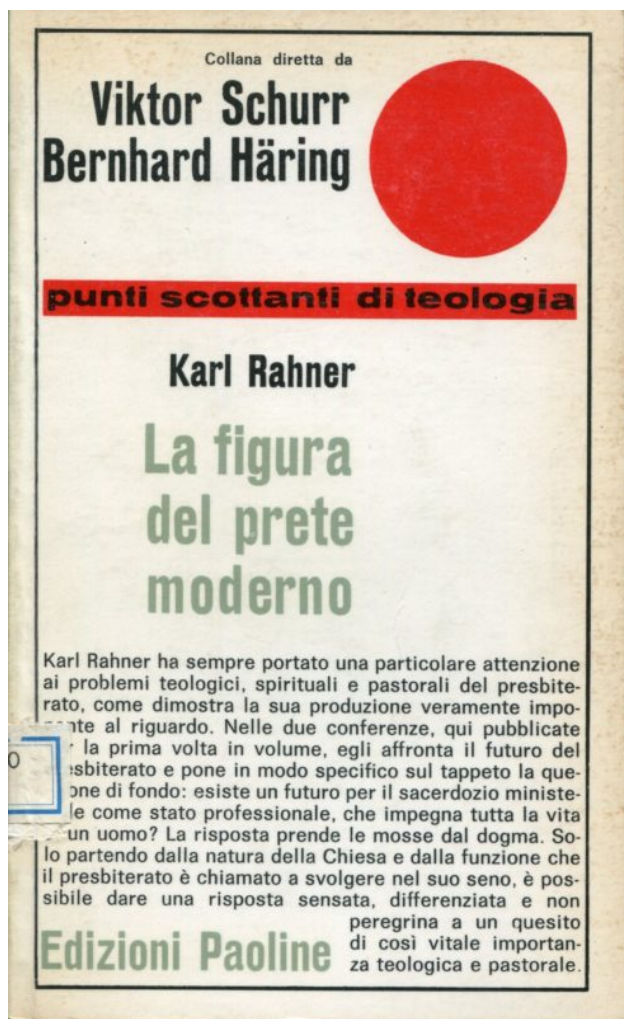 Collana diretta da
Viktor Schurr
Bernhard Häring
punti scottanti di teologia
Karl Rahner
La figura
del prete
moderno
Karl Rahner ha sempre portato una particolare attenzione
ai problemi teologici, spirituali e pastorali del presbite-
rato, come dimostra la sua produzione veramente impo-
nente al riguardo. Nelle due conferenze, qui pubblicate
la prima volta in volume, egli affronta il futuro del
esbiterato e pone in modo specifico sul tappeto la que-
one di fondo: esiste un futuro per il sacerdozio ministe-
le come stato professionale, che impegna tutta la vita
un uomo? La risposta prende le mosse dal dogma. So-
lo partendo dalla natura della Chiesa e dalla funzione che
il presbiterato è chiamato a svolgere nel suo seno, è pos-
sibile dare una risposta sensata, differenziata e non
peregrina a un quesito
di così vitale importan-
za teologica e pastorale.
Edizioni Paoline